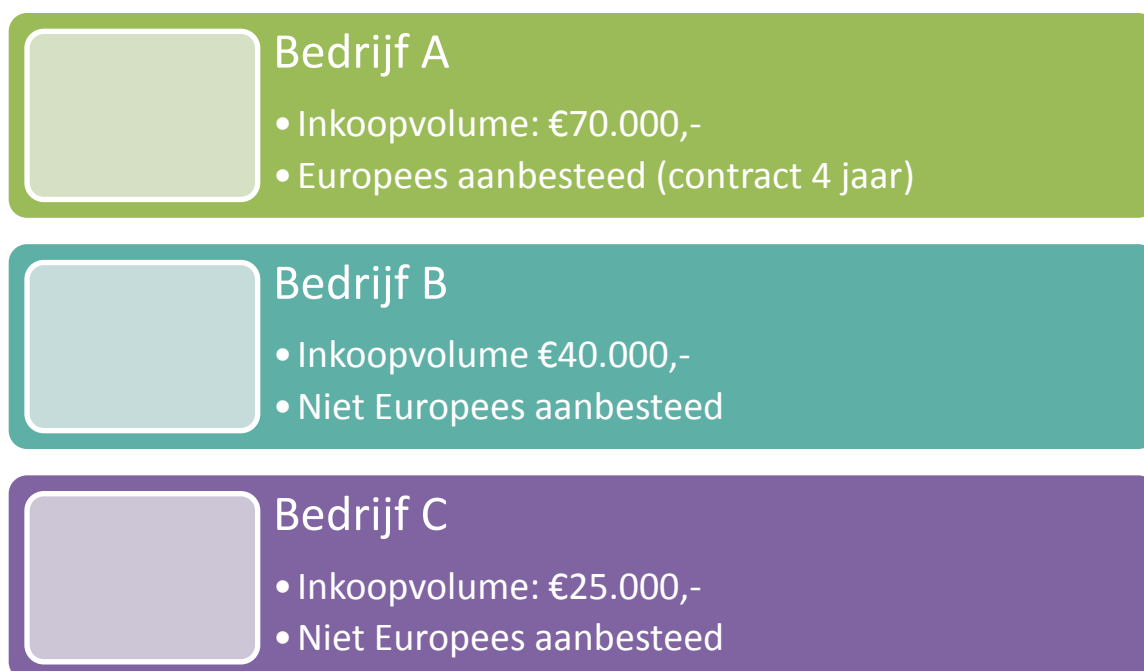 Bedrijf A
• Inkoopvolume: €70.000,-
• Europees aanbesteed (contract 4 jaar)
Bedrijf B
• Inkoopvolume €40.000,-
• Niet Europees aanbesteed
Bedrijf C
• Inkoopvolume: €25.000,-
• Niet Europees aanbesteed